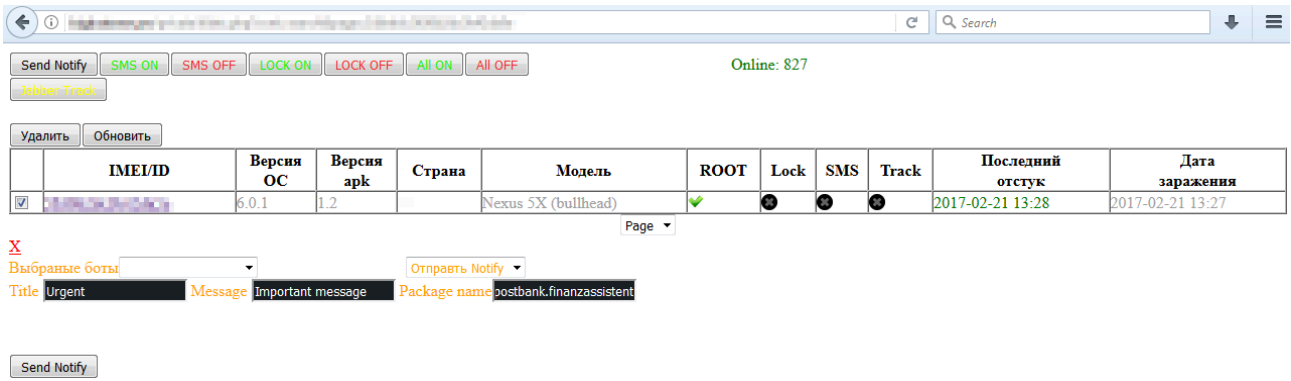 Search
Send Notify SMS ON SMS OFF LOCK ON LOCK OFF All ON All OFF Online: 827
Jabber Track
Удалить Обновить
IMEI/ID Версия ОС Версия apk Страна Модель ROOT Lock SMS Track Последний отстук Дата заражения
6.0.1 1.2 Nexus 5X (bullhead) 2017-02-21 13:28 2017-02-21 13:27
Page
X
Выбраные боты Отправть Notify
Title Urgent Message Important message Package name postbank.finanzassistent
Send Notify